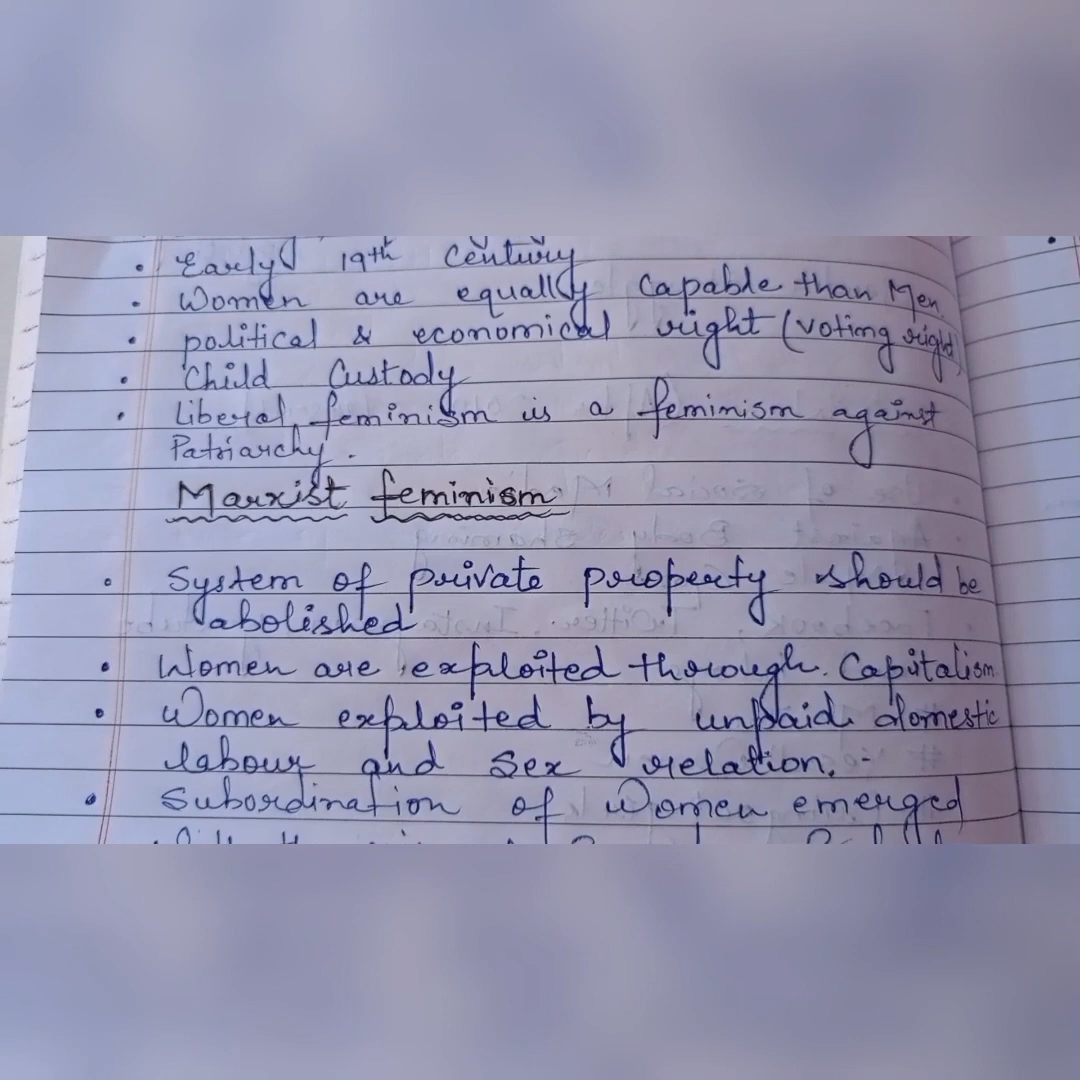 • Early 19th Century
• Women are equally capable than Men.
• political & economical right (voting right)
• Child Custody
• Liberal feminism is a feminism against
Patriarchy.
Marxist feminism
• System of private property should be
abolished
• Women are exploited thorough. Capitalism
• Women exploited by unpaid domestic
labour and Sex relation.
• Subordination of Women emerged